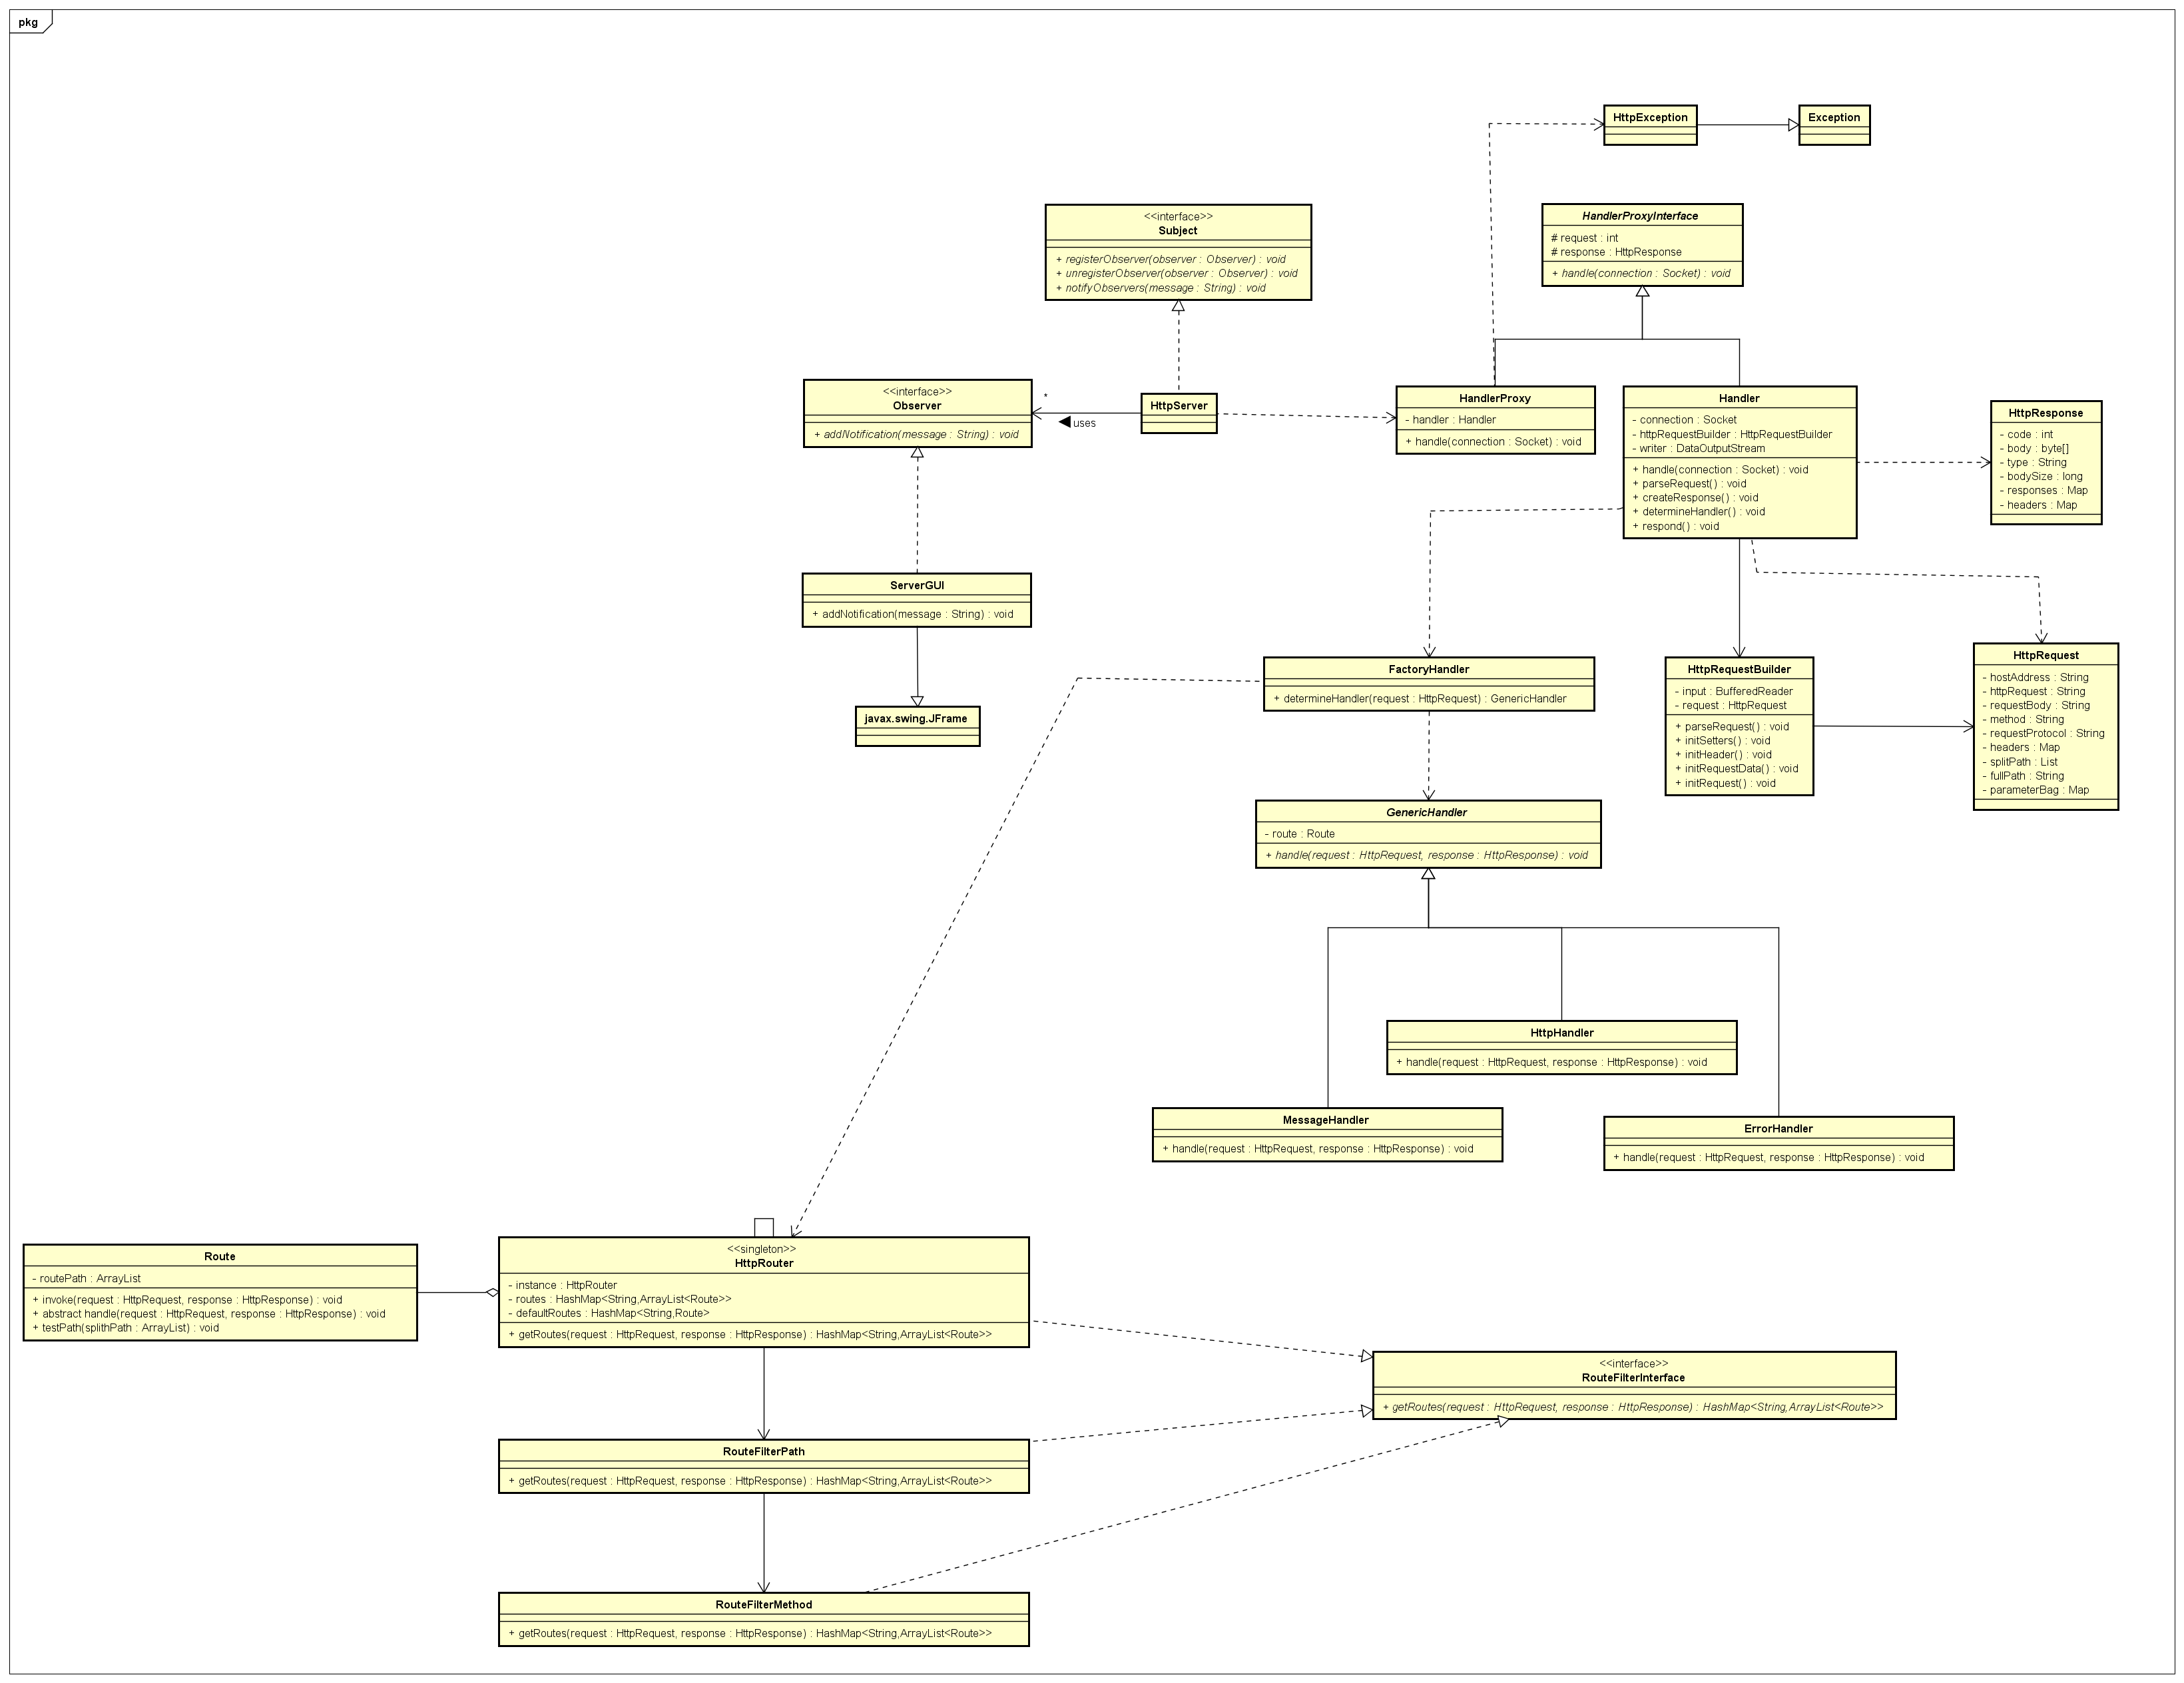 pkg
HttpException
Exception
<<interface>>
Subject
+ registerObserver(observer : Observer) : void
+ unregisterObserver(observer : Observer) : void
+ notifyObservers(message : String) : void
HandlerProxyInterface
# request : int
# response : HttpResponse
+ handle(connection : Socket) : void
<<interface>>
Observer
+ addNotification(message : String) : void
*
uses
HttpServer
HandlerProxy
- handler : Handler
+ handle(connection : Socket) : void
Handler
- connection : Socket
- httpRequestBuilder : HttpRequestBuilder
- writer : DataOutputStream
+ handle(connection : Socket) : void
+ parseRequest() : void
+ createResponse() : void
+ determineHandler() : void
+ respond() : void
HttpResponse
- code : int
- body : byte[]
- type : String
- bodySize : long
- responses : Map
- headers : Map
ServerGUI
+ addNotification(message : String) : void
javax.swing.JFrame
FactoryHandler
+ determineHandler(request : HttpRequest) : GenericHandler
HttpRequestBuilder
- input : BufferedReader
- request : HttpRequest
+ parseRequest() : void
+ initSetters() : void
+ initHeader() : void
+ initRequestData() : void
+ initRequest() : void
HttpRequest
- hostAddress : String
- httpRequest : String
- requestBody : String
- method : String
- requestProtocol : String
- headers : Map
- splitPath : List
- fullPath : String
- parameterBag : Map
GenericHandler
- route : Route
+ handle(request : HttpRequest, response : HttpResponse) : void
HttpHandler
+ handle(request : HttpRequest, response : HttpResponse) : void
MessageHandler
+ handle(request : HttpRequest, response : HttpResponse) : void
ErrorHandler
+ handle(request : HttpRequest, response : HttpResponse) : void
Route
- routePath : ArrayList
+ invoke(request : HttpRequest, response : HttpResponse) : void
+ abstract handle(request : HttpRequest, response : HttpResponse) : void
+ testPath(splithPath : ArrayList) : void
<<singleton>>
HttpRouter
- instance : HttpRouter
- routes : HashMap<String,ArrayList<Route>>
- defaultRoutes : HashMap<String,Route>
+ getRoutes(request : HttpRequest, response : HttpResponse) : HashMap<String,ArrayList<Route>>
<<interface>>
RouteFilterInterface
+ getRoutes(request : HttpRequest, response : HttpResponse) : HashMap<String,ArrayList<Route>>
RouteFilterPath
+ getRoutes(request : HttpRequest, response : HttpResponse) : HashMap<String,ArrayList<Route>>
RouteFilterMethod
+ getRoutes(request : HttpRequest, response : HttpResponse) : HashMap<String,ArrayList<Route>>